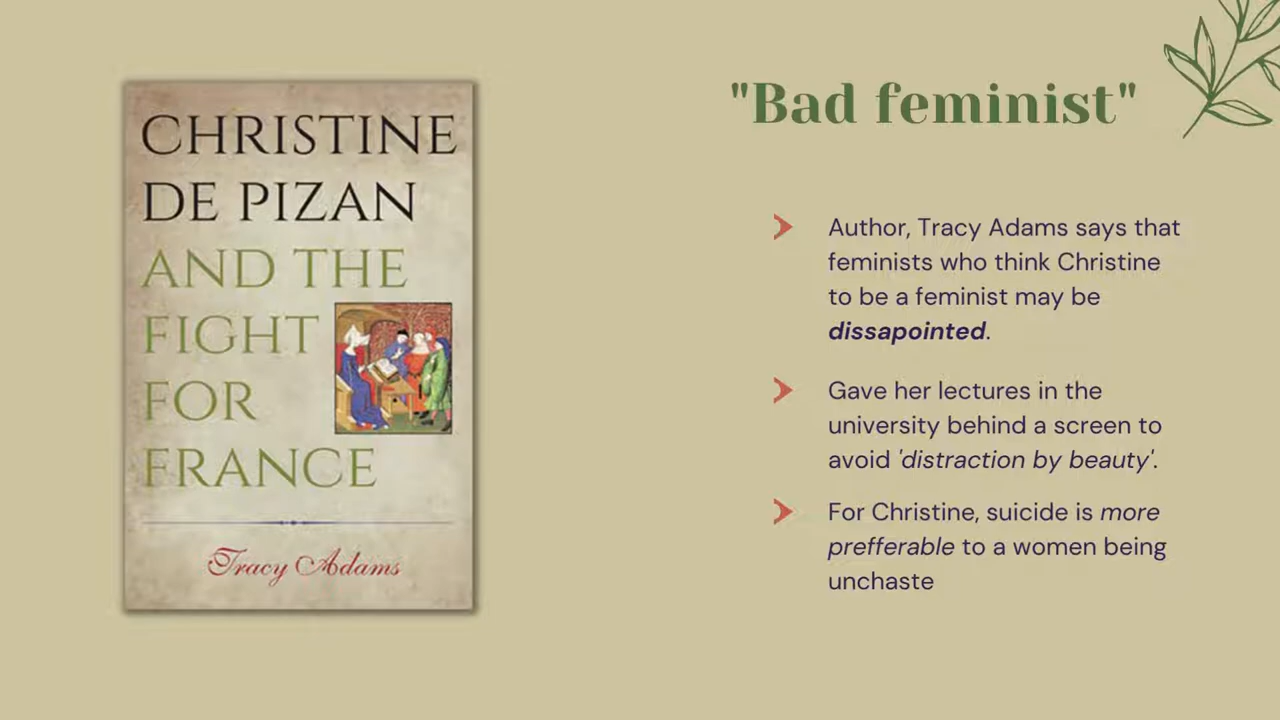 CHRISTINE
DE PIZAN
AND THE
FIGHT
FOR
FRANCE
Tracy Adams
"Bad feminist"
Author, Tracy Adams says that
feminists who think Christine
to be a feminist may be
dissapointed.
Gave her lectures in the
university behind a screen to
avoid 'distraction by beauty'.
For Christine, suicide is more
prefferable to a women being
unchaste